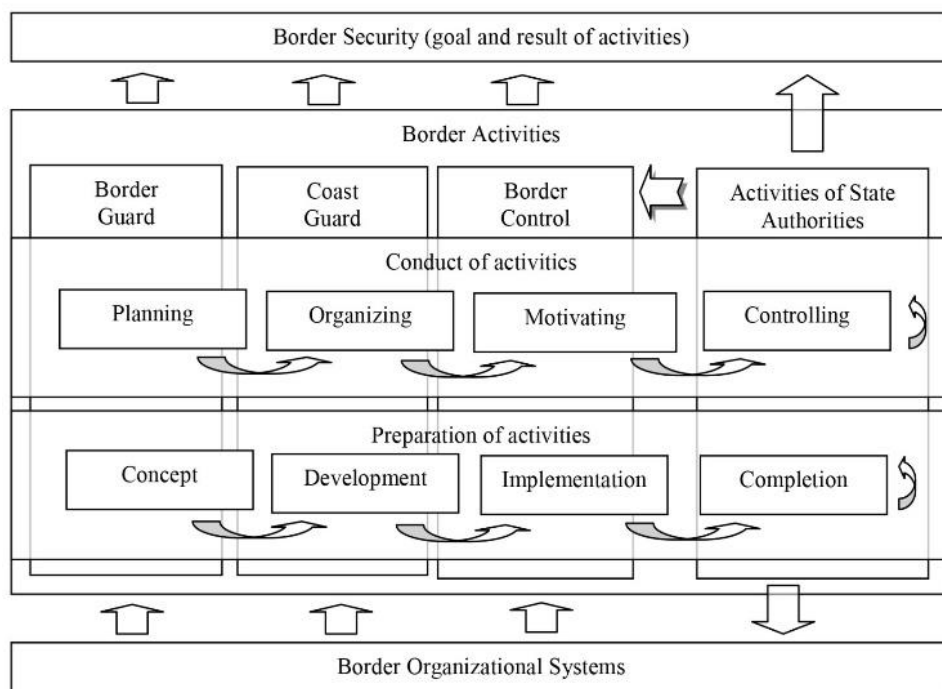 Border Security (goal and result of activities)
Border Activities
Border
Guard
Coast
Guard
Border
Control
Activities of State
Authorities
Conduct of activities
Planning
Organizing
Motivating
Controlling
Preparation of activities
Concept
Development
Implementation
Completion
Border Organizational Systems